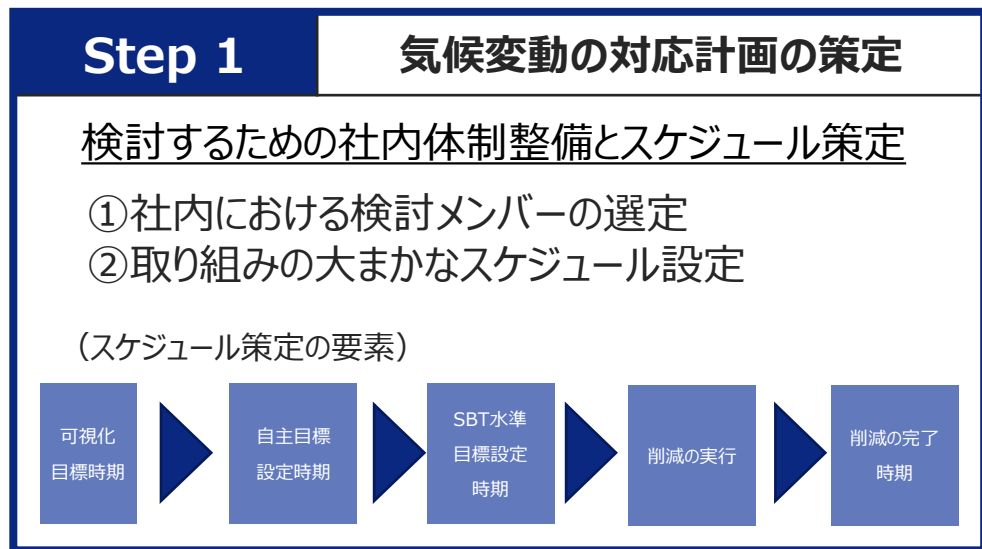 Step 1
気候変動の対応計画の策定
検討するための社内体制整備とスケジュール策定
①社内における検討メンバーの選定
②取り組みの大まかなスケジュール設定
（スケジュール策定の要素）
可視化
目標時期
自主目標
設定時期
SBT水準
目標設定
時期
削減の実行
削減の完了
時期